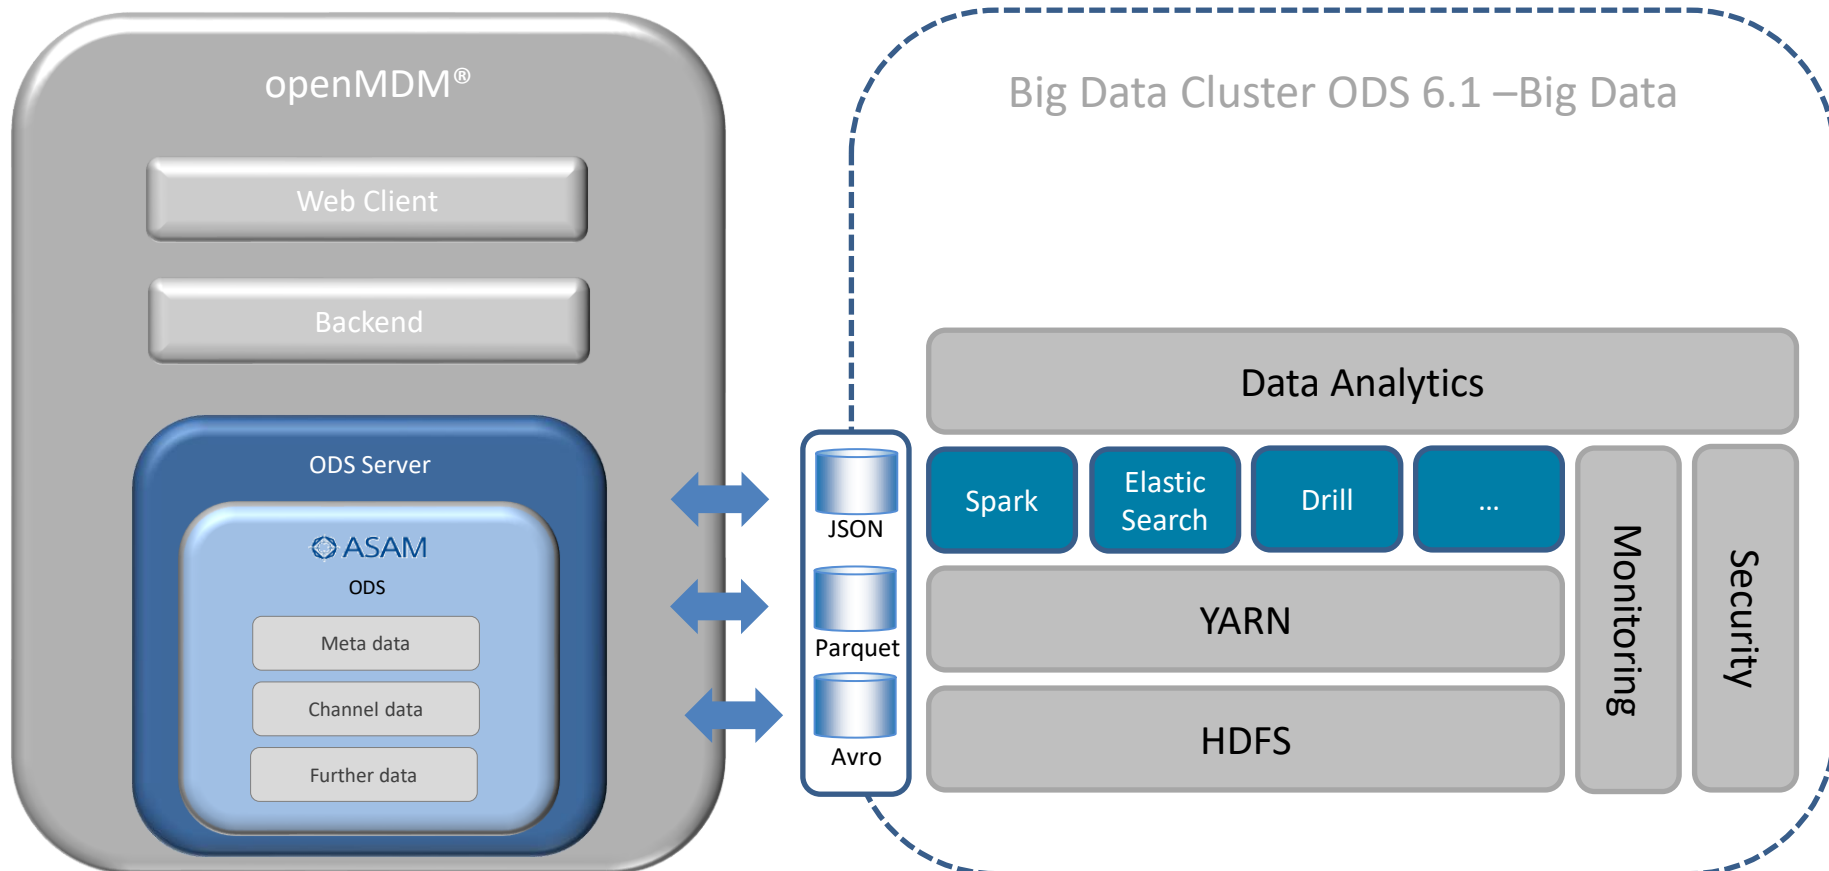 openMDM®
Web Client
Backend
ODS Server
ASAM
ODS
Meta data
Channel data
Further data
Big Data Cluster ODS 6.1 –Big Data
JSON
Parquet
Avro
Data Analytics
Spark
Elastic
Search
Drill
...
YARN
HDFS
Monitoring
Security